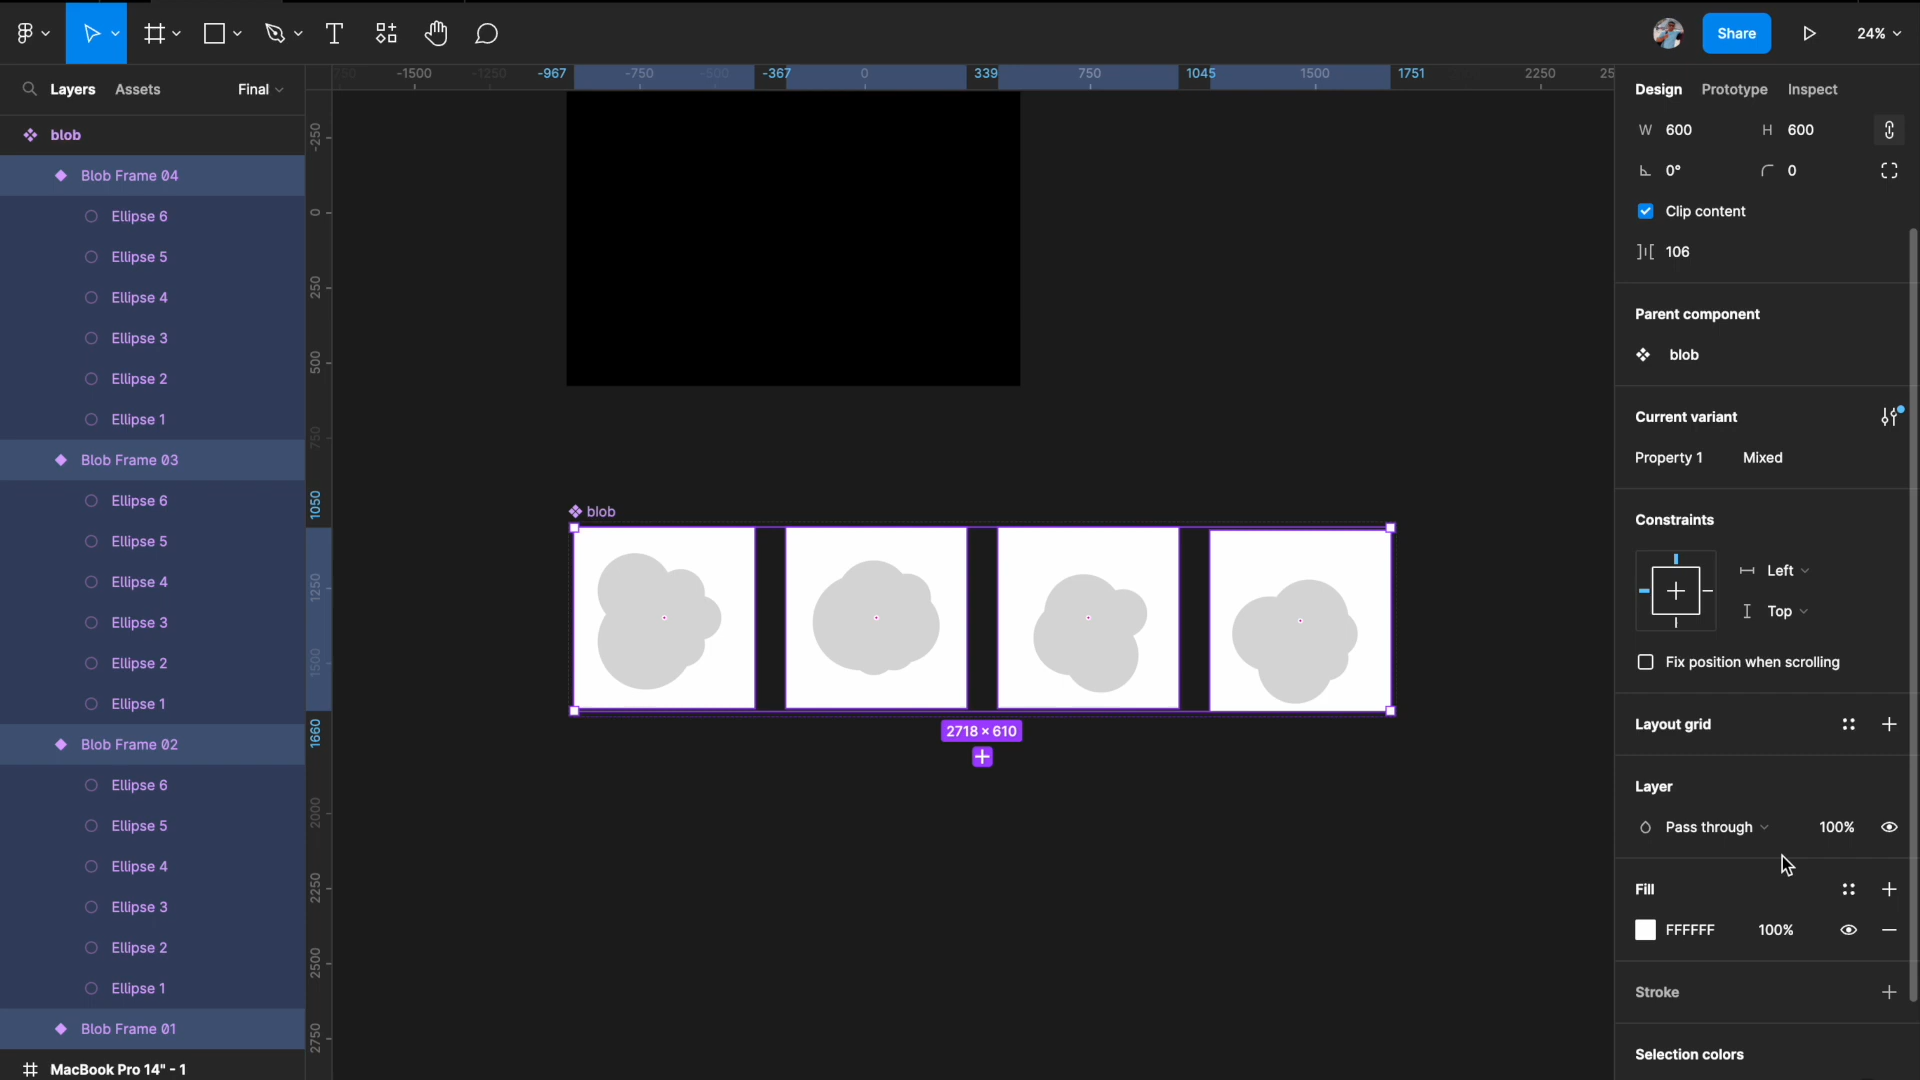 Share
24%
Layers
Assets
Final
Design
Prototype
Inspect
750
-1500
-1250
-967
-750
-500
-367
0
339
750
1045
1500
1751
2250
25
blob
Blob Frame 04
Ellipse 6
Ellipse 5
Ellipse 4
Ellipse 3
Ellipse 2
Ellipse 1
Blob Frame 03
Ellipse 6
Ellipse 5
Ellipse 4
Ellipse 3
Ellipse 2
Ellipse 1
Blob Frame 02
Ellipse 6
Ellipse 5
Ellipse 4
Ellipse 3
Ellipse 2
Ellipse 1
Blob Frame 01
MacBook Pro 14" - 1
-250
0
250
500
750
1050
1250
1500
1660
2000
2250
2500
2750
blob
2718 × 610
W 600
H 600
0°
0
Clip content
106
Parent component
blob
Current variant
Property 1 Mixed
Constraints
Left
Top
Fix position when scrolling
Layout grid
Layer
Pass through 100%
Fill
FFFFFF 100%
Stroke
Selection colors